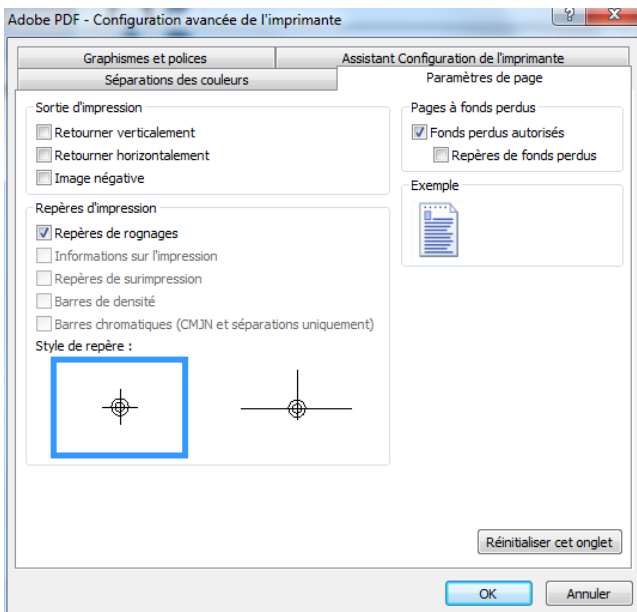 Adobe PDF - Configuration avancée de l'imprimante
Graphismes et polices
Assistant Configuration de l'imprimante
Séparations des couleurs
Paramètres de page
Sortie d'impression
Retourner verticalement
Retourner horizontalement
Image négative
Pages à fonds perdus
Fonds perdus autorisés
Repères de fonds perdus
Exemple
Repères d'impression
Repères de rognages
Informations sur l'impression
Repères de surimpression
Barres de densité
Barres chromatiques (CMJN et séparations uniquement)
Style de repère :
Réinitialiser cet onglet
OK
Annuler